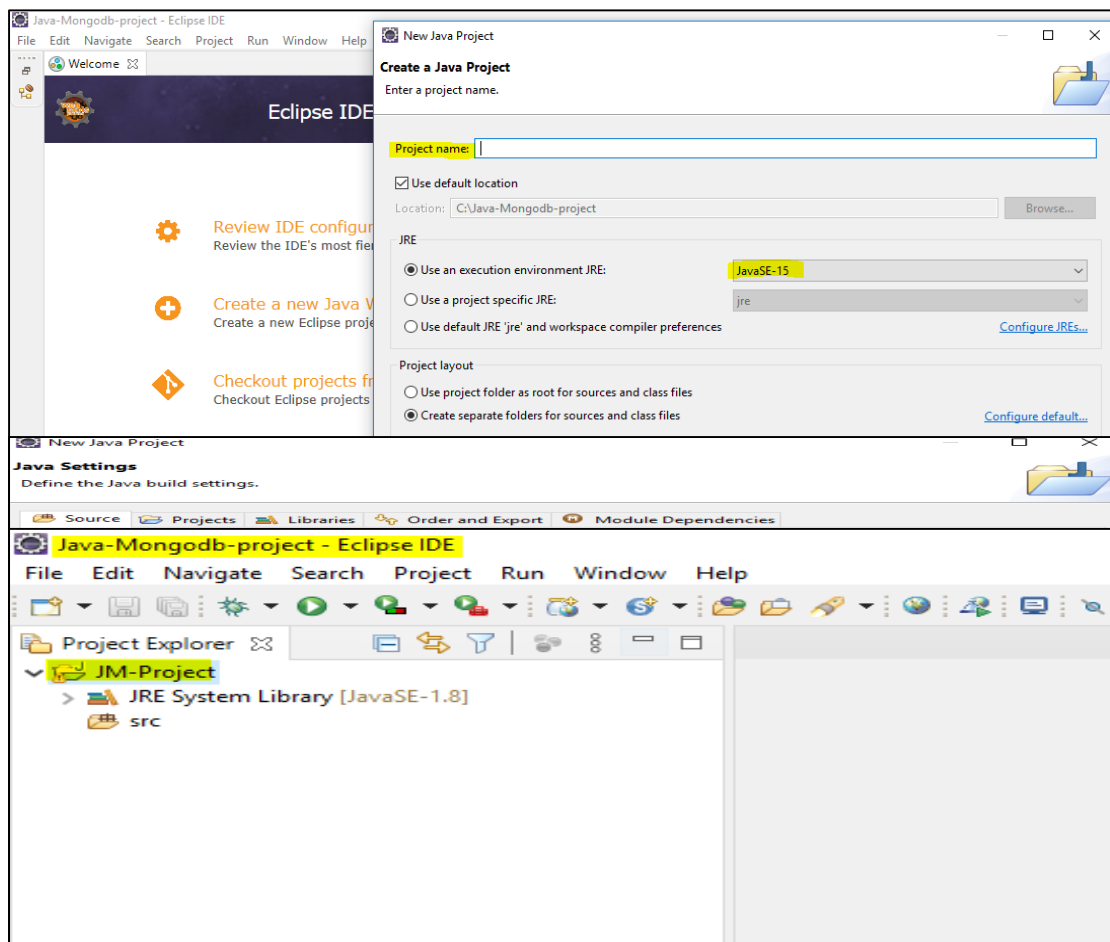 Java-Mongodb-project - Eclipse IDE
File Edit Navigate Search Project Run Window Help
Welcome
Eclipse IDE
Review IDE configur
Review the IDE's most fie
Create a new Java W
Create a new Eclipse proje
Checkout projects fr
Checkout Eclipse projects
New Java Project
Create a Java Project
Enter a project name.
Project name:
Use default location
Location: C:\Java-Mongodb-project Browse...
JRE
Use an execution environment JRE: JavaSE-15
Use a project specific JRE: jre
Use default JRE 'jre' and workspace compiler preferences Configure JREs...
Project layout
Use project folder as root for sources and class files
Create separate folders for sources and class files Configure default...
New Java Project
Java Settings
Define the Java build settings.
Source Projects Libraries Order and Export Module Dependencies
Java-Mongodb-project - Eclipse IDE
File Edit Navigate Search Project Run Window Help
Project Explorer
JM-Project
JRE System Library [JavaSE-1.8]
src